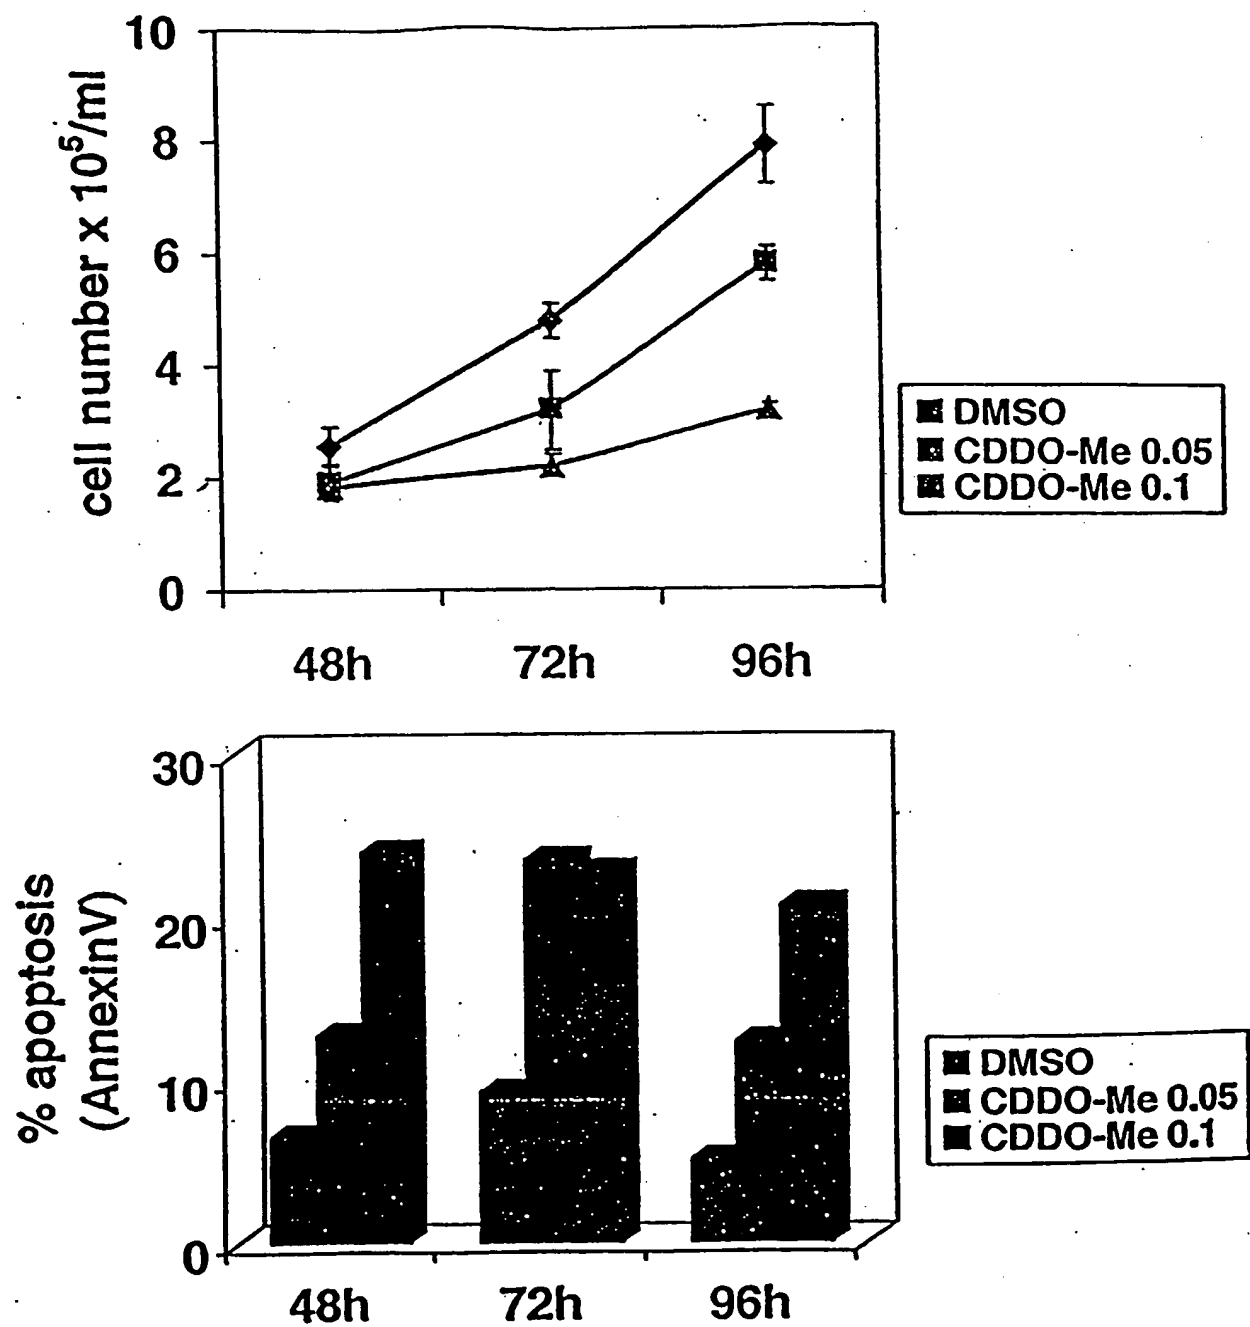 10
8
6
4
2
0
cell number x 10⁵/ml
48h 72h 96h
DMSO
CDDO-Me 0.05
CDDO-Me 0.1
30
20
10
0
% apoptosis
(AnnexinV)
48h 72h 96h
DMSO
CDDO-Me 0.05
CDDO-Me 0.1